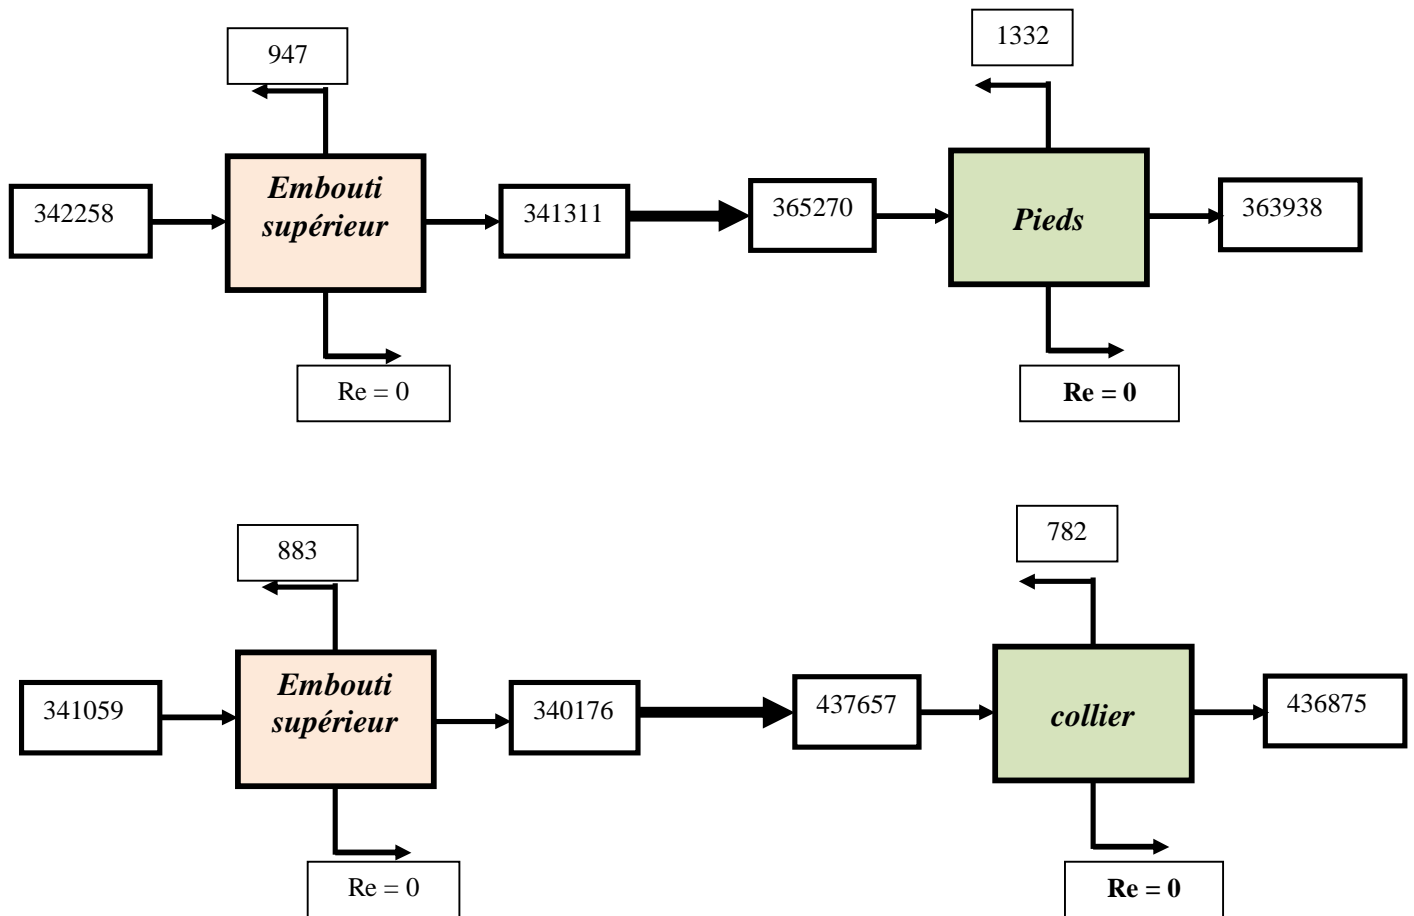 947
1332
342258
Embouti
supérieur
341311
365270
Pieds
363938
Re = 0
Re = 0
883
782
341059
Embouti
supérieur
340176
437657
collier
436875
Re = 0
Re = 0